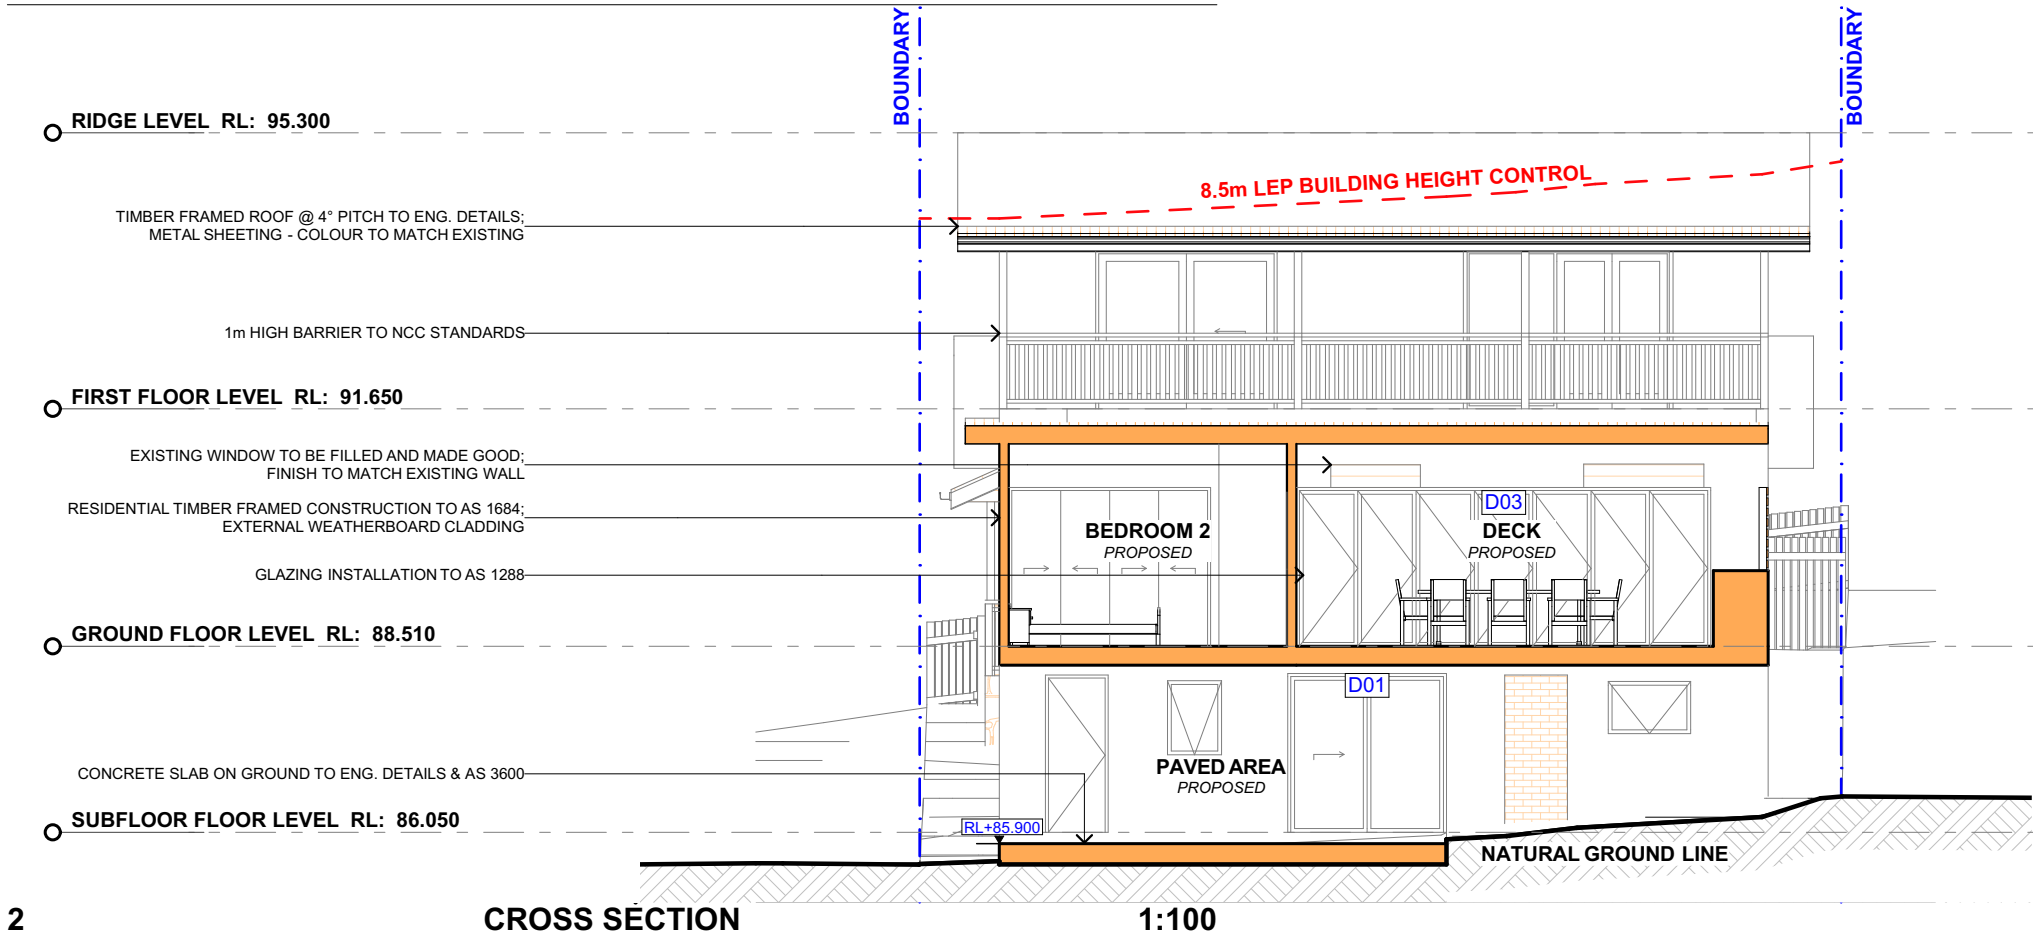 BOUNDARY
BOUNDARY
RIDGE LEVEL RL: 95.300
8.5m LEP BUILDING HEIGHT CONTROL
TIMBER FRAMED ROOF @ 4° PITCH TO ENG. DETAILS;
METAL SHEETING - COLOUR TO MATCH EXISTING
1m HIGH BARRIER TO NCC STANDARDS
FIRST FLOOR LEVEL RL: 91.650
EXISTING WINDOW TO BE FILLED AND MADE GOOD;
FINISH TO MATCH EXISTING WALL
RESIDENTIAL TIMBER FRAMED CONSTRUCTION TO AS 1684;
EXTERNAL WEATHERBOARD CLADDING
D03
BEDROOM 2
PROPOSED
DECK
PROPOSED
GLAZING INSTALLATION TO AS 1288
GROUND FLOOR LEVEL RL: 88.510
D01
PAVED AREA
PROPOSED
CONCRETE SLAB ON GROUND TO ENG. DETAILS & AS 3600
SUBFLOOR FLOOR LEVEL RL: 86.050
RL+85.900
NATURAL GROUND LINE
2 CROSS SECTION 1:100